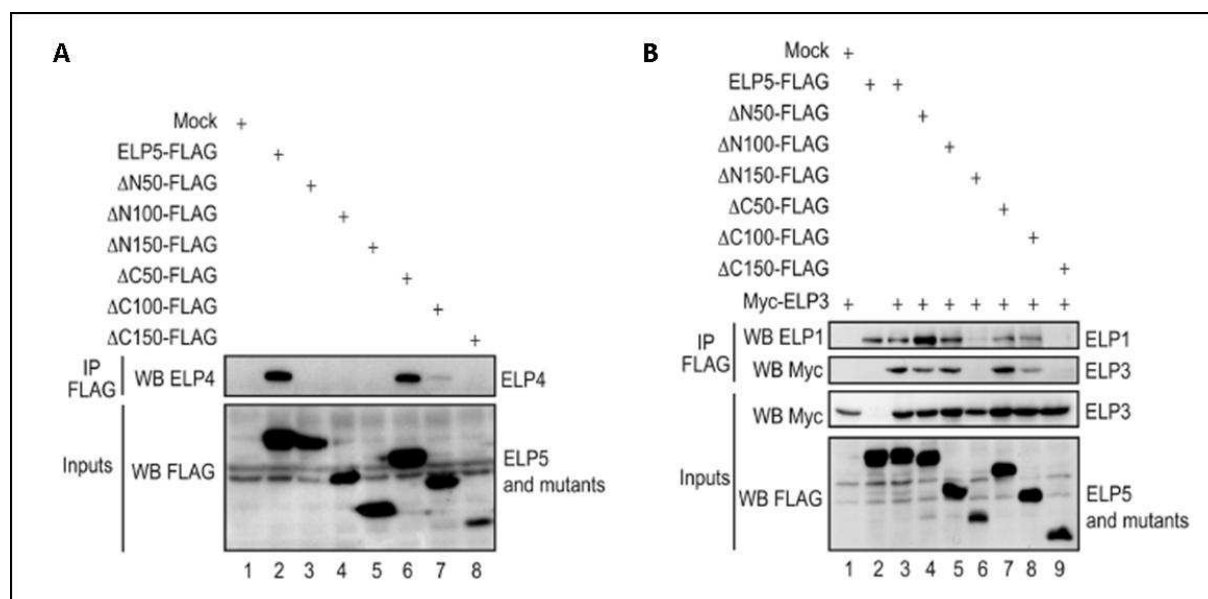 A
Mock +
ELP5-FLAG +
ΔN50-FLAG +
ΔN100-FLAG +
ΔN150-FLAG +
ΔC50-FLAG +
ΔC100-FLAG +
ΔC150-FLAG +
IP FLAG
WB ELP4
ELP4
Inputs
WB FLAG
ELP5
and mutants
1 2 3 4 5 6 7 8
B
Mock +
ELP5-FLAG + +
ΔN50-FLAG +
ΔN100-FLAG +
ΔN150-FLAG +
ΔC50-FLAG +
ΔC100-FLAG +
ΔC150-FLAG +
Myc-ELP3 + + + + + + + +
IP
FLAG
WB ELP1
ELP1
WB Myc
ELP3
Inputs
WB Myc
ELP3
WB FLAG
ELP5
and mutants
1 2 3 4 5 6 7 8 9